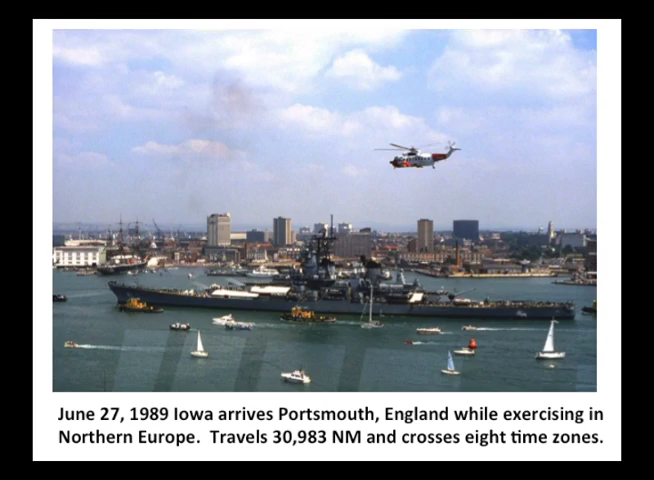 June 27, 1989 Iowa arrives Portsmouth, England while exercising in
Northern Europe.  Travels 30,983 NM and crosses eight time zones.